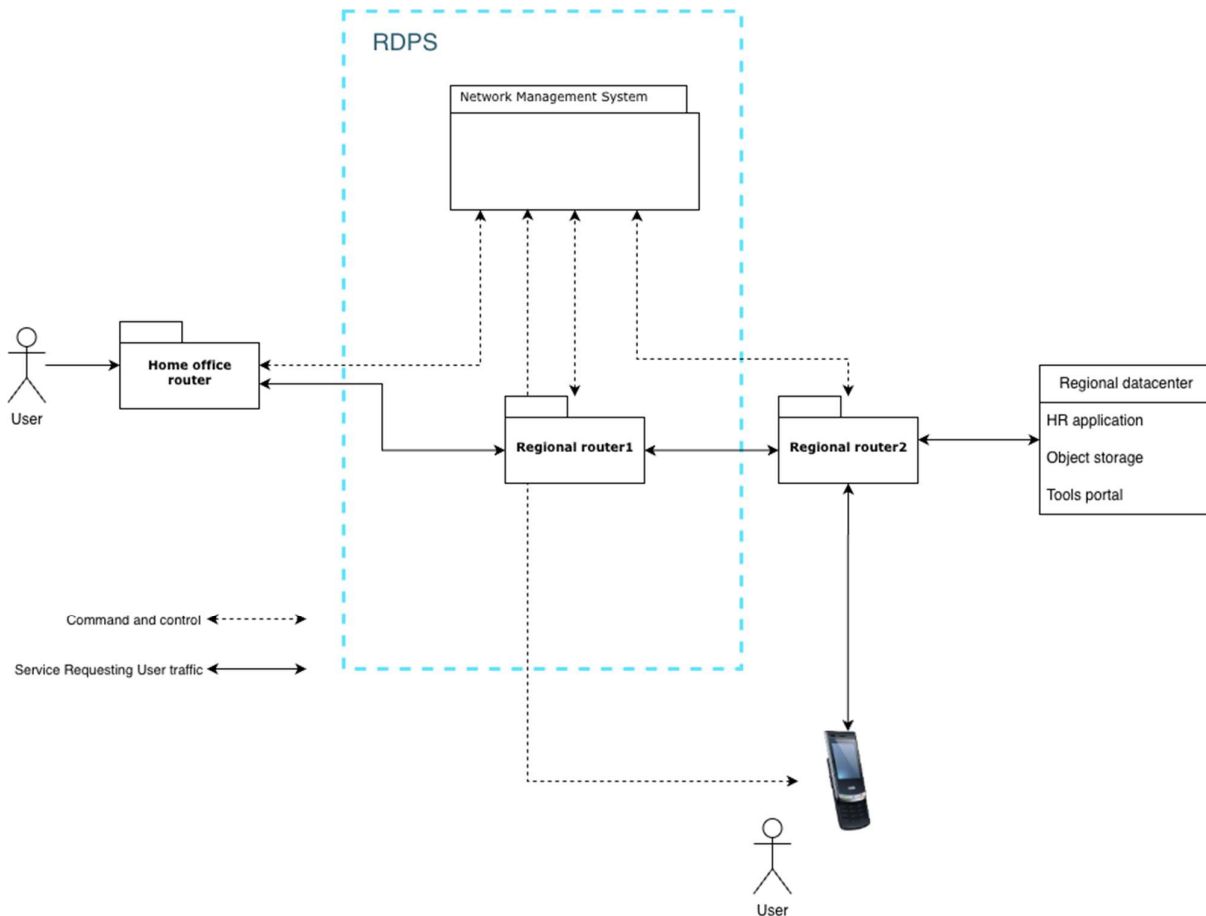 RDPS
Network Management System
Home office
router
User
Regional router1
Regional router2
Regional datacenter
HR application
Object storage
Tools portal
Command and control
Service Requesting User traffic
User